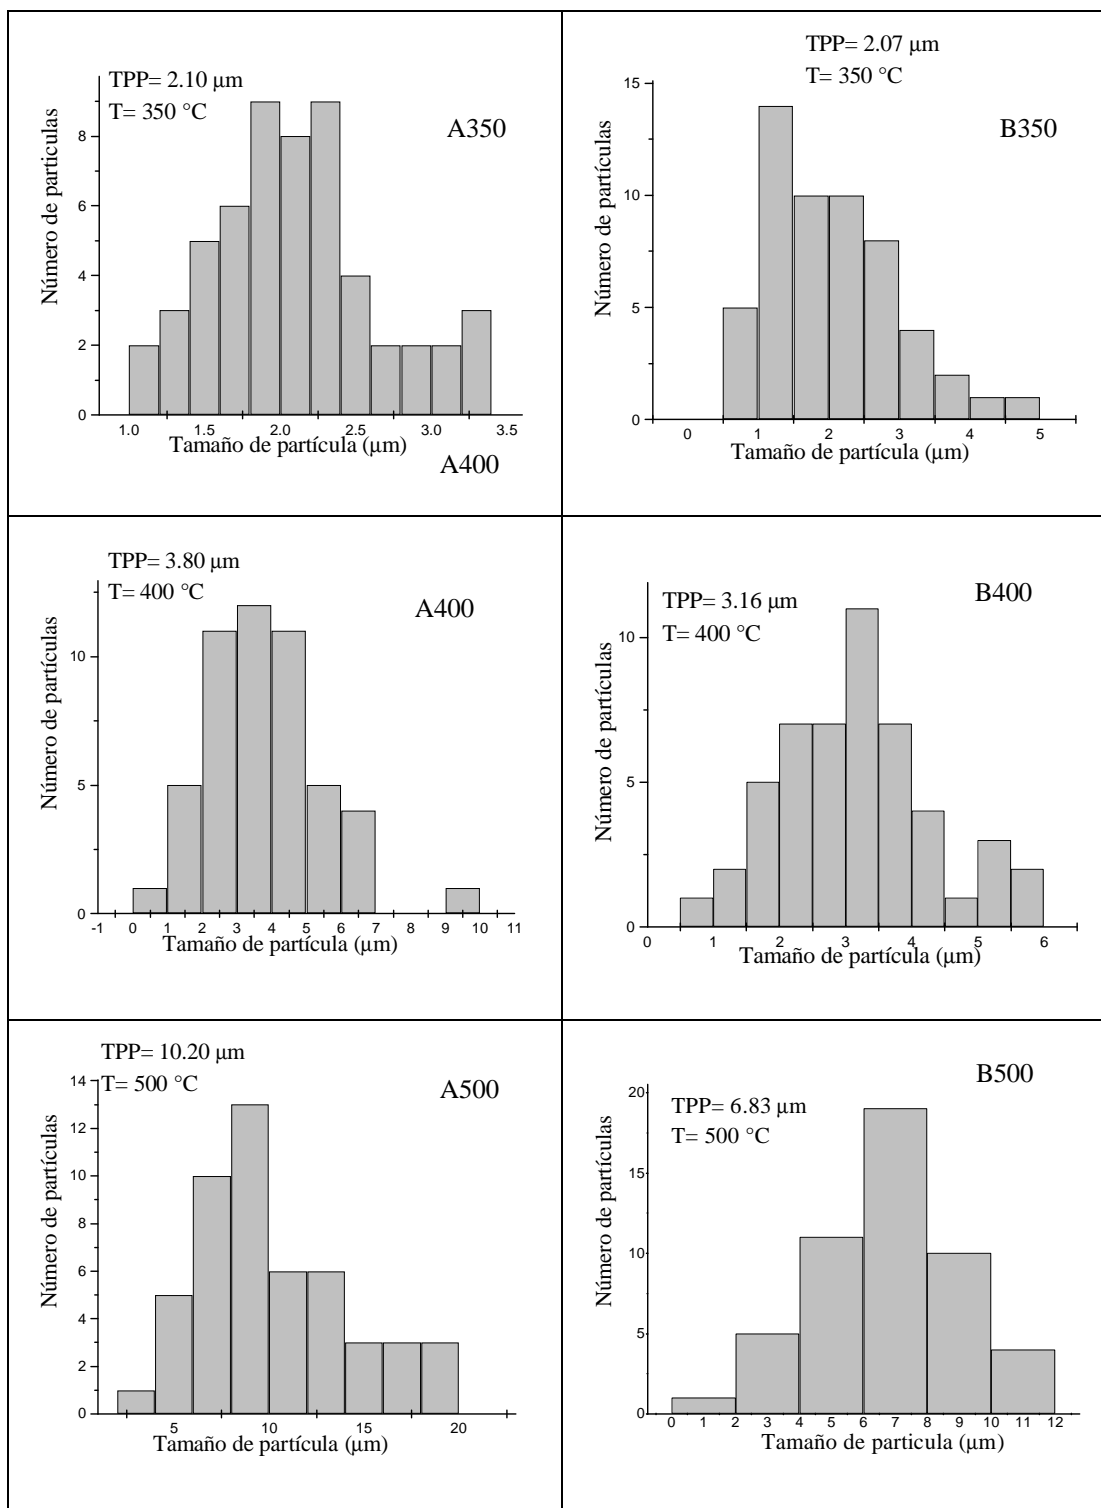 TPP= 2.10 µm
T= 350 °C
A350
Número de particulas
8
6
4
2
0
1.0 1.5 2.0 2.5 3.0 3.5
Tamaño de partícula (µm)
A400
TPP= 2.07 µm
T= 350 °C
B350
Número de partículas
15
10
5
0
0 1 2 3 4 5
Tamaño de partícula (µm)
TPP= 3.80 µm
T= 400 °C
A400
Número de partículas
10
5
0
-1 0 1 2 3 4 5 6 7 8 9 10 11
Tamaño de partícula (µm)
B400
TPP= 3.16 µm
T= 400 °C
Número de partículas
10
5
0
0 1 2 3 4 5 6
Tamaño de partícula (µm)
TPP= 10.20 µm
T= 500 °C
A500
Número de partículas
14
12
10
8
6
4
2
0
5 10 15 20
Tamaño de partícula (µm)
B500
TPP= 6.83 µm
T= 500 °C
Número de partículas
20
15
10
5
0
0 1 2 3 4 5 6 7 8 9 10 11 12
Tamaño de particula (µm)